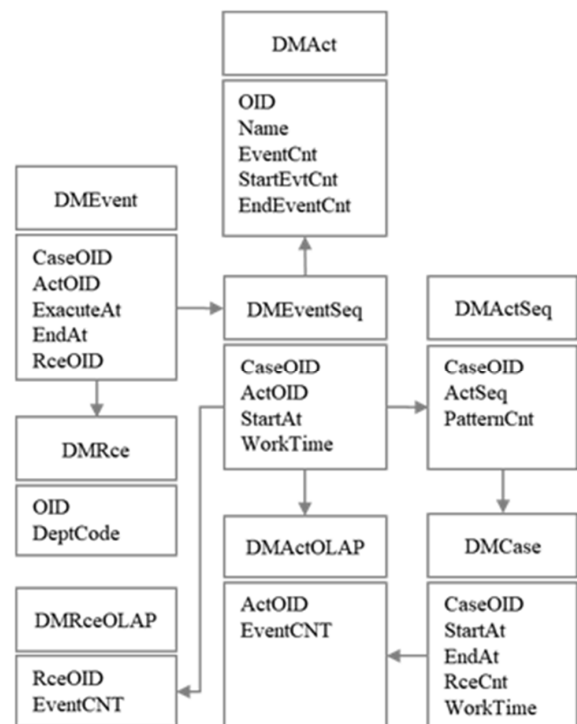 DMAct
OID
Name
EventCnt
StartEvtCnt
EndEventCnt
DMEvent
CaseOID
ActOID
ExacuteAt
EndAt
RceOID
DMEventSeq
CaseOID
ActOID
StartAt
WorkTime
DMActSeq
CaseOID
ActSeq
PatternCnt
DMRce
OID
DeptCode
DMActOLAP
ActOID
EventCNT
DMCase
CaseOID
StartAt
EndAt
RceCnt
WorkTime
DMRceOLAP
RceOID
EventCNT